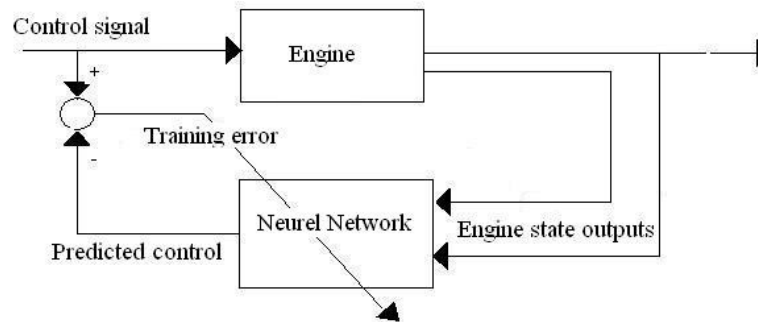 Control signal
Engine
+
Training error
-
Neurel Network
Engine state outputs
Predicted control